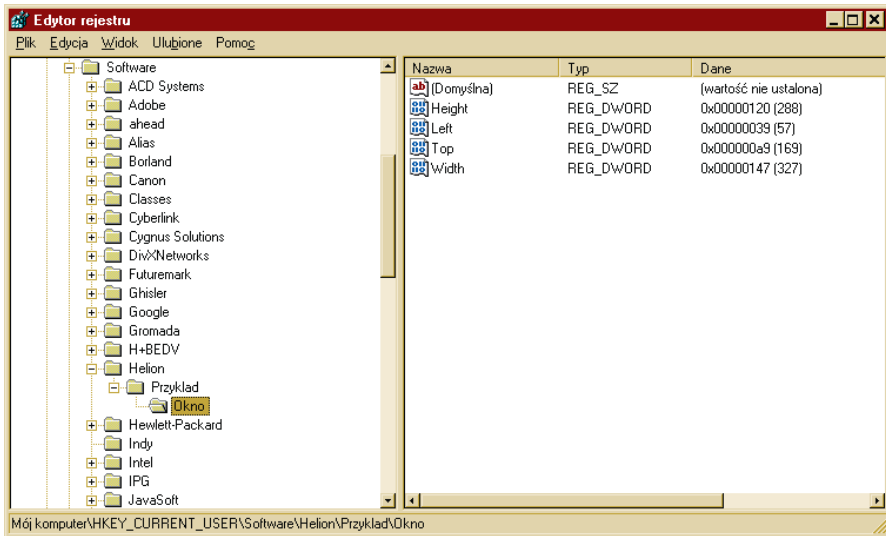 Edytor rejestru
Plik Edycja Widok Ulubione Pomoc
Software
ACD Systems
Adobe
ahead
Alias
Borland
Canon
Classes
Cyberlink
Cygnus Solutions
DivXNetworks
Futuremark
Ghisler
Google
Gromada
H+BEDV
Helion
Przyklad
Okno
Hewlett-Packard
Indy
Intel
IPG
JavaSoft
Nazwa Typ Dane
(Domyślna) REG_SZ (wartość nie ustalona)
Height REG_DWORD 0x00000120 (288)
Left REG_DWORD 0x00000039 (57)
Top REG_DWORD 0x000000a9 (169)
Width REG_DWORD 0x00000147 (327)
Mój komputer\HKEY_CURRENT_USER\Software\Helion\Przyklad\Okno